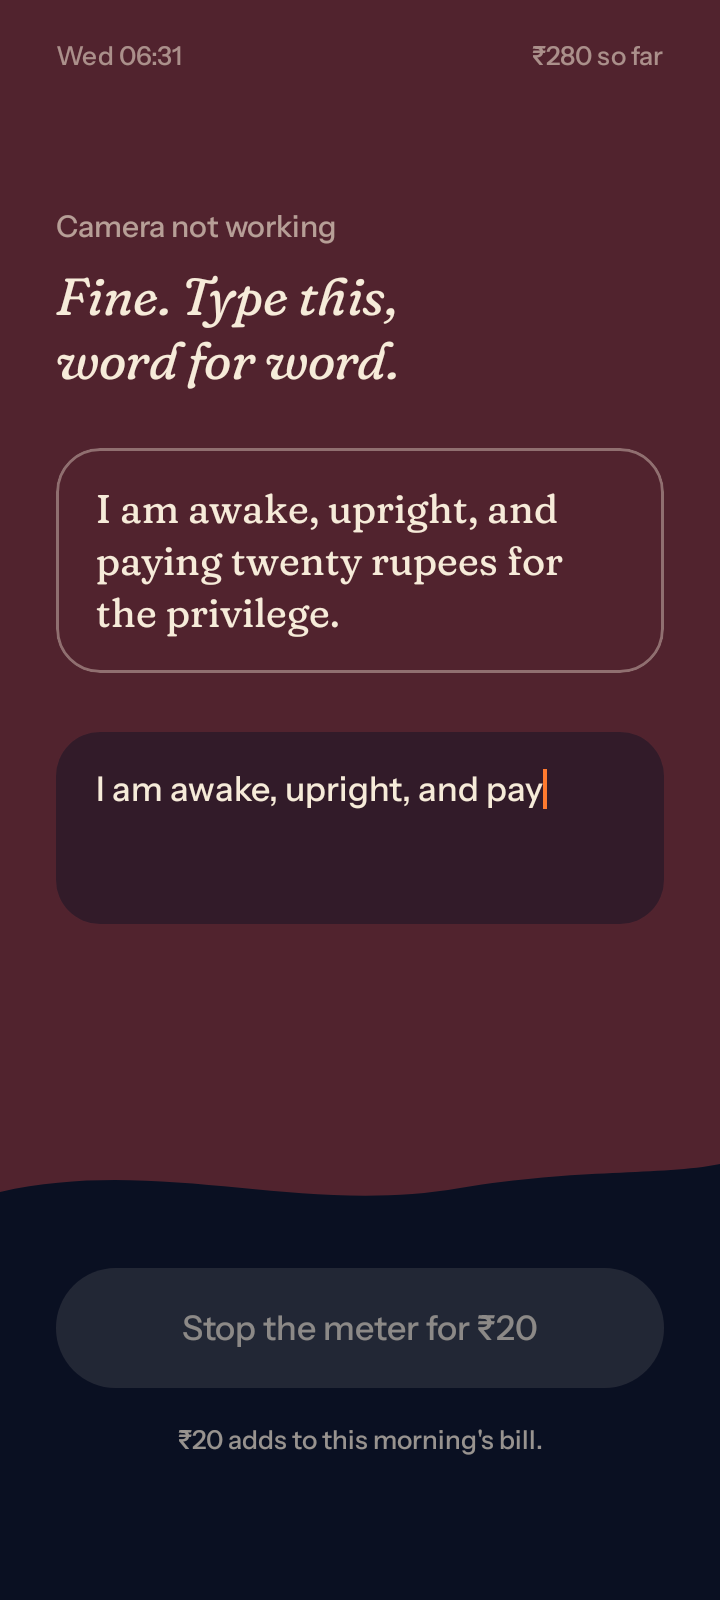 Wed 06:31
₹280 so far
Camera not working
Fine. Type this,
word for word.
I am awake, upright, and
paying twenty rupees for
the privilege.
I am awake, upright, and pay
Stop the meter for ₹20
₹20 adds to this morning's bill.